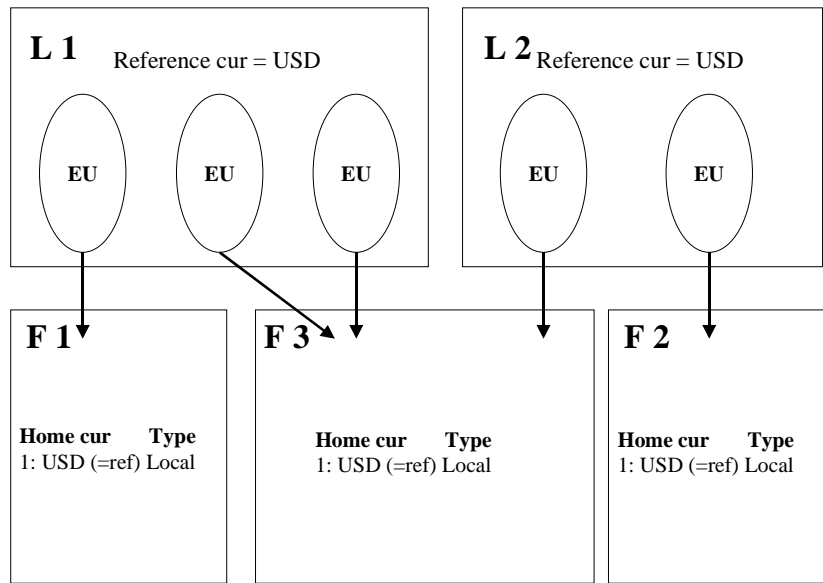 L 1
Reference cur = USD
EU
EU
EU
L 2
Reference cur = USD
EU
EU
F 1
Home cur Type
1: USD (=ref) Local
F 3
Home cur Type
1: USD (=ref) Local
F 2
Home cur Type
1: USD (=ref) Local